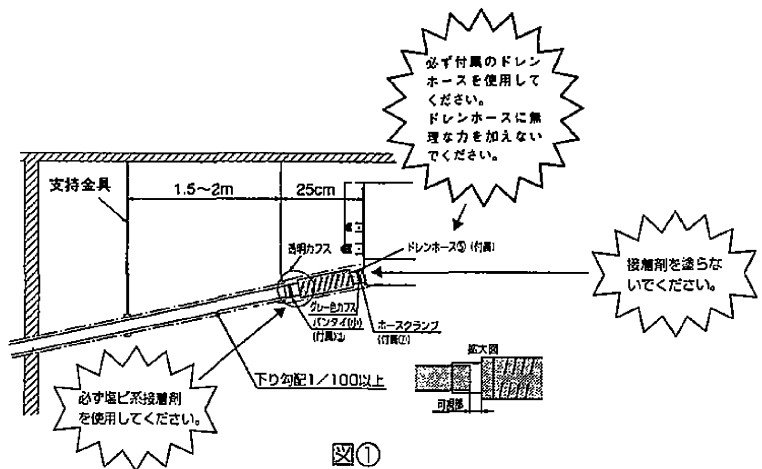 必ず付属のドレン
ホースを使用して
ください。
ドレンホースに無
理な力を加えない
でください。
支持金具
1.5～2m
25cm
透明カフス
ドレンホース⑤(付属)
接着剤を塗らな
いでください。
グレー色カフス
バンタイ(小)
(付属⑬)
ホースクランプ
(付属⑦)
拡大図
可視部
下り勾配1/100以上
必ず塩ビ系接着剤
を使用してください。
図①